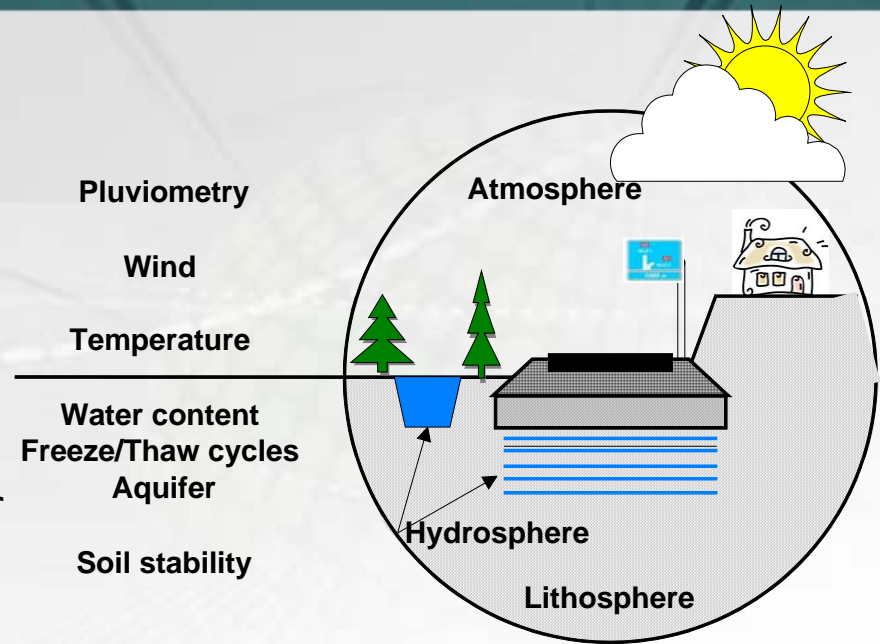 Pluviometry
Wind
Temperature
Water content
Freeze/Thaw cycles
Aquifer
Soil stability
Atmosphere
Hydrosphere
Lithosphere